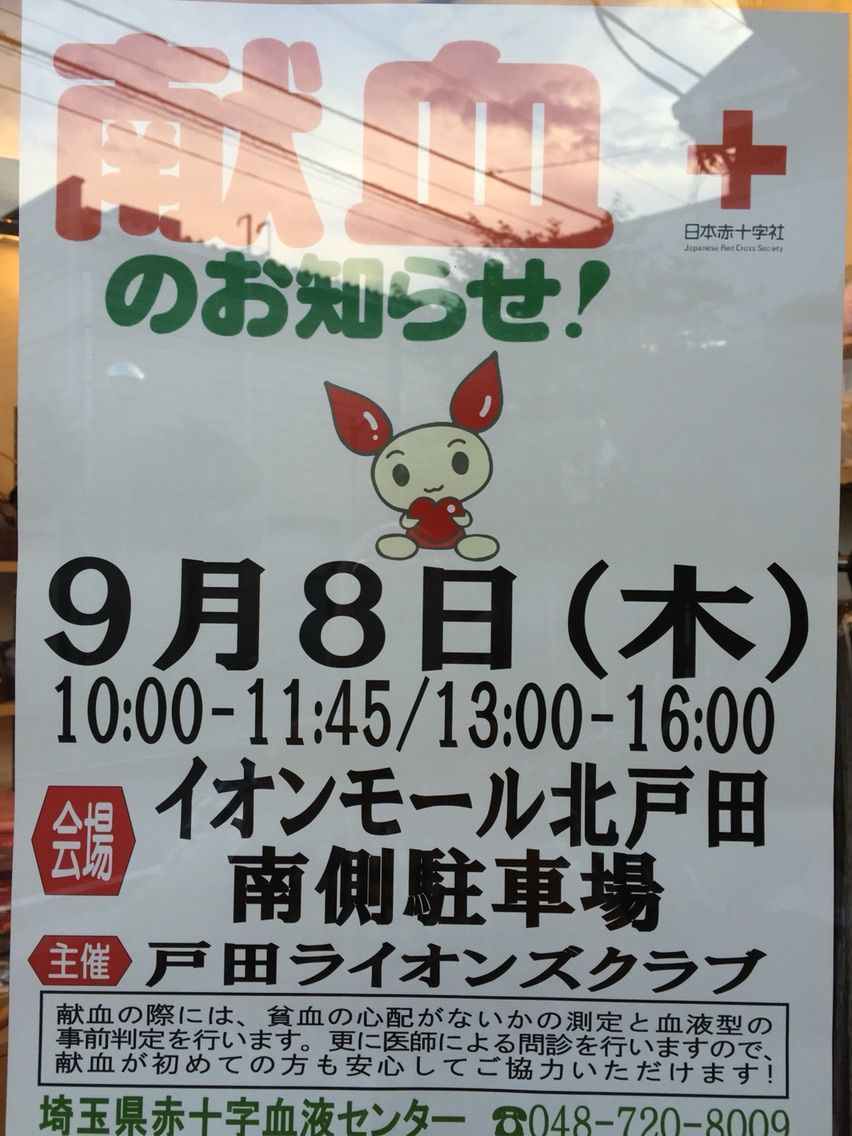 献血
日本赤十字社
Japanese Red Cross Society
のお知らせ!
9月8日(木)
10:00-11:45/13:00-16:00
会場
イオンモール北戸田
南側駐車場
主催 戸田ライオンズクラブ
献血の際には、貧血の心配がないかの測定と血液型の
事前判定を行います。更に医師による問診を行いますので、
献血が初めての方も安心してご協力いただけます!
埼玉県赤十字血液センター ☎048-720-8009